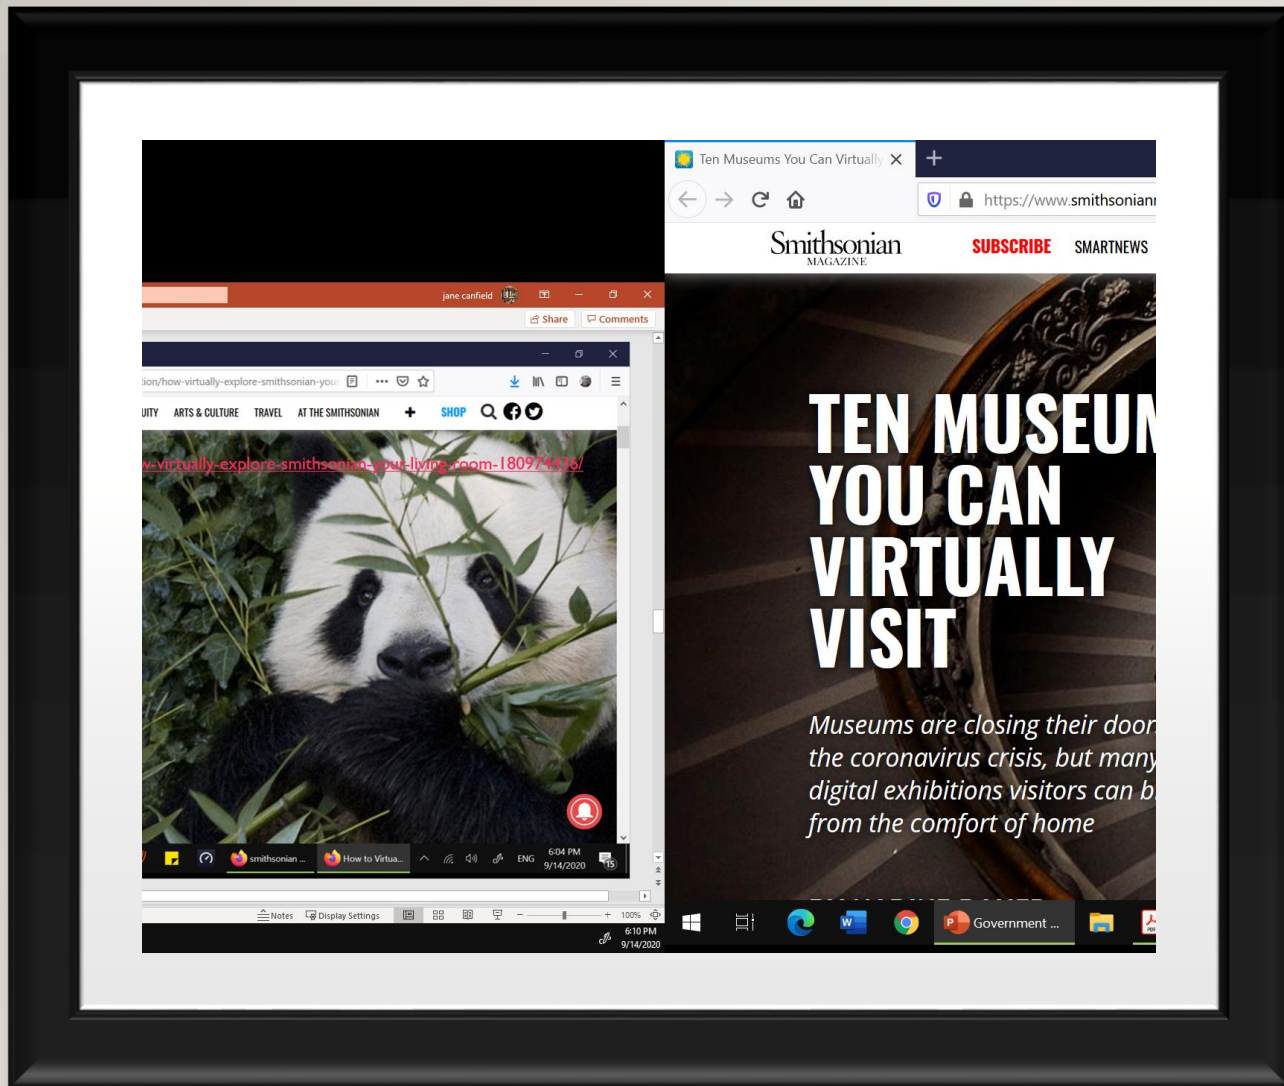 jane canfield
Share
Comments
tion/how-virtually-explore-smithsonian-you
ARTS & CULTURE TRAVEL AT THE SMITHSONIAN + SHOP
w-virtually-explore-smithsonian-your-living-room-180974436/
smithsonian ...
How to Virtua...
ENG
6:04 PM
9/14/2020
15
Notes
Display Settings
100%
6:10 PM
9/14/2020
Ten Museums You Can Virtually
https://www.smithsonian
Smithsonian
MAGAZINE
SUBSCRIBE SMARTNEWS
TEN MUSEUM
YOU CAN
VIRTUALLY
VISIT
Museums are closing their door
the coronavirus crisis, but many
digital exhibitions visitors can b
from the comfort of home
Government ...
PDF